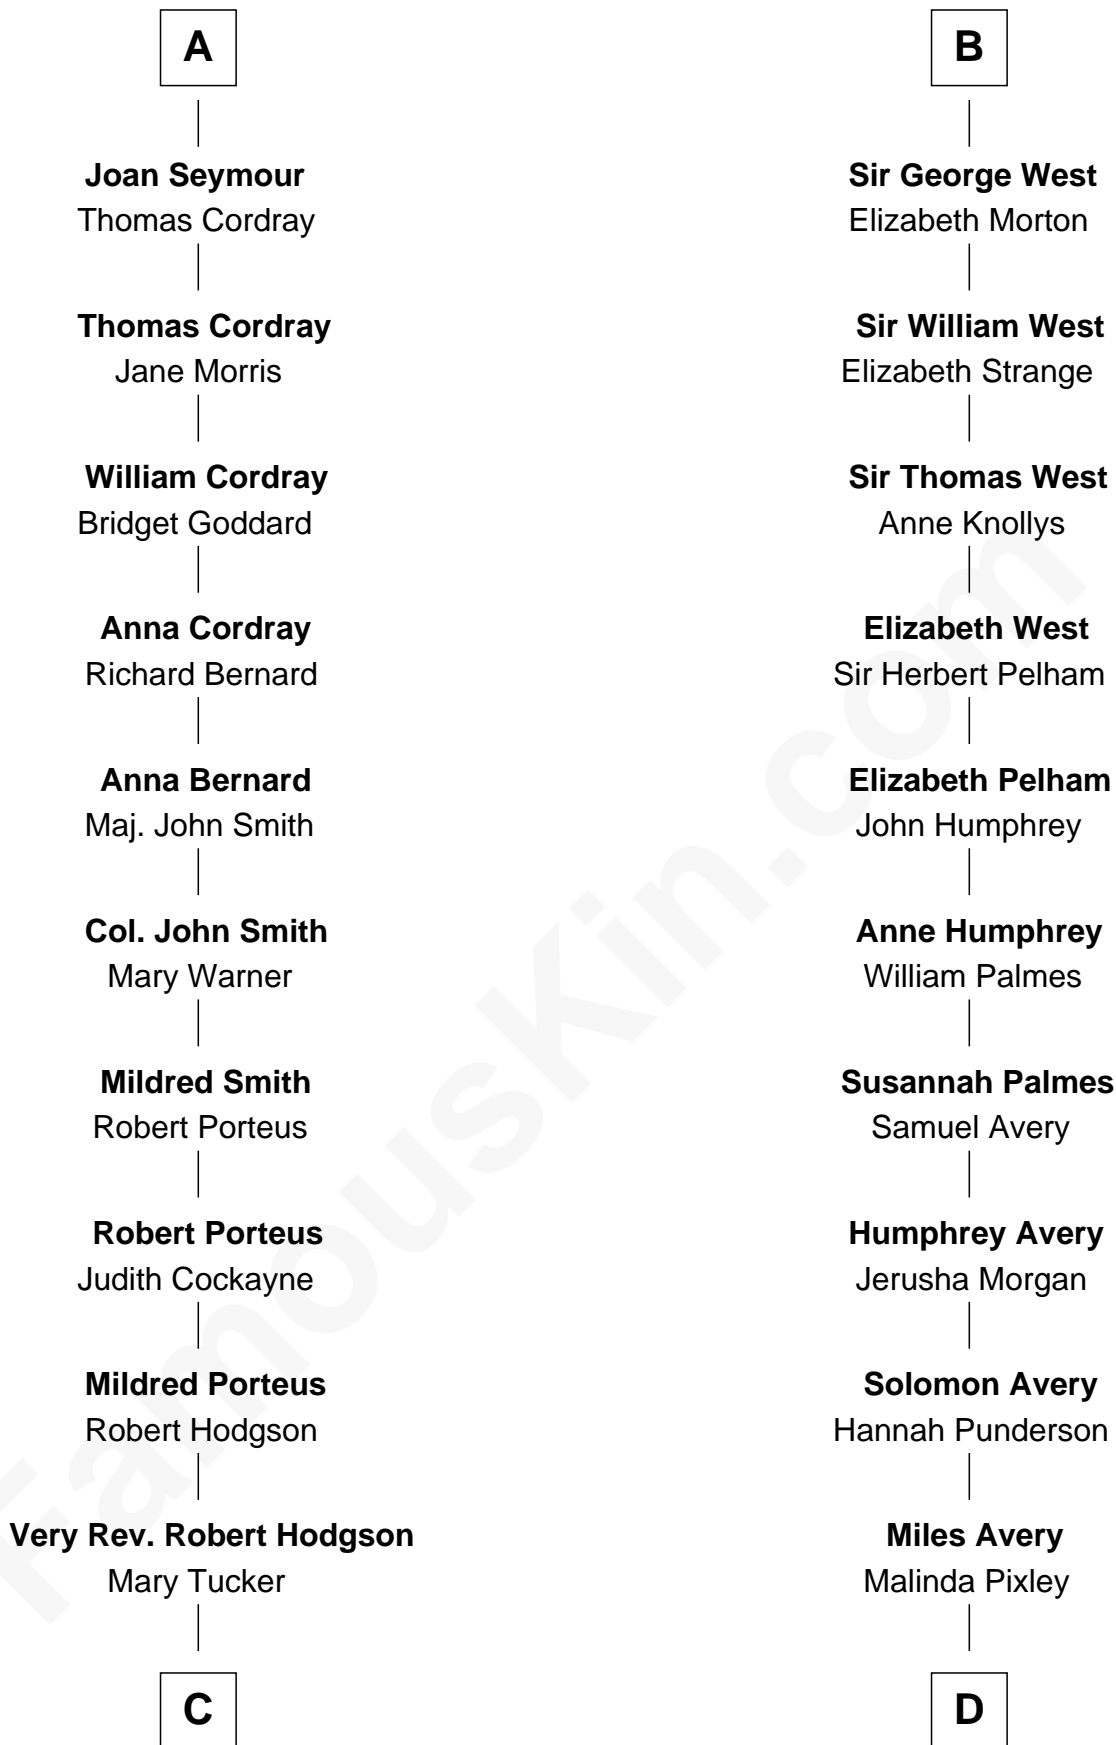 A
Joan Seymour
Thomas Cordray
Thomas Cordray
Jane Morris
William Cordray
Bridget Goddard
Anna Cordray
Richard Bernard
Anna Bernard
Maj. John Smith
Col. John Smith
Mary Warner
Mildred Smith
Robert Porteus
Robert Porteus
Judith Cockayne
Mildred Porteus
Robert Hodgson
Very Rev. Robert Hodgson
Mary Tucker
C
B
Sir George West
Elizabeth Morton
Sir William West
Elizabeth Strange
Sir Thomas West
Anne Knollys
Elizabeth West
Sir Herbert Pelham
Elizabeth Pelham
John Humphrey
Anne Humphrey
William Palmes
Susannah Palmes
Samuel Avery
Humphrey Avery
Jerusha Morgan
Solomon Avery
Hannah Punderson
Miles Avery
Malinda Pixley
D
FamousKin.com